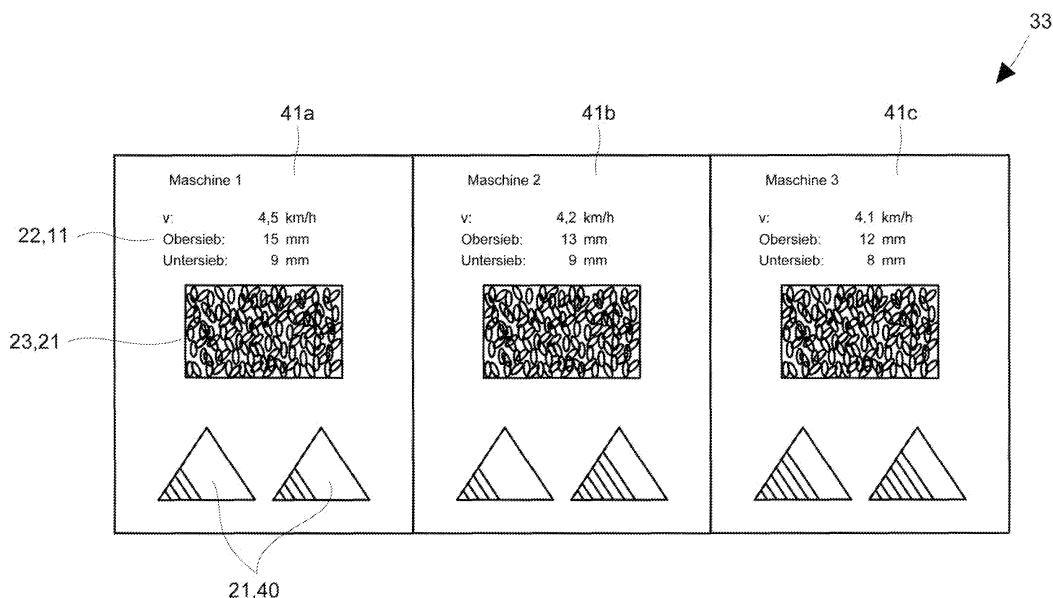 33
41a 41b 41c
Maschine 1 Maschine 2 Maschine 3
v: 4,5 km/h v: 4,2 km/h v: 4,1 km/h
22,11 Obersieb: 15 mm Obersieb: 13 mm Obersieb: 12 mm
Untersieb: 9 mm Untersieb: 9 mm Untersieb: 8 mm
23,21
21,40